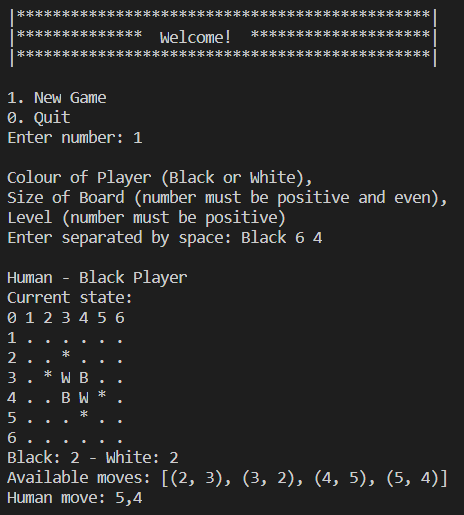 |**********************************************|
|**************  Welcome!  ********************|
|**********************************************|
1. New Game
0. Quit
Enter number: 1
Colour of Player (Black or White),
Size of Board (number must be positive and even),
Level (number must be positive)
Enter separated by space: Black 6 4
Human - Black Player
Current state:
0 1 2 3 4 5 6
1 . . . . . .
2 . . * . . .
3 . * W B . .
4 . . B W * .
5 . . . * . .
6 . . . . . .
Black: 2 - White: 2
Available moves: [(2, 3), (3, 2), (4, 5), (5, 4)]
Human move: 5,4